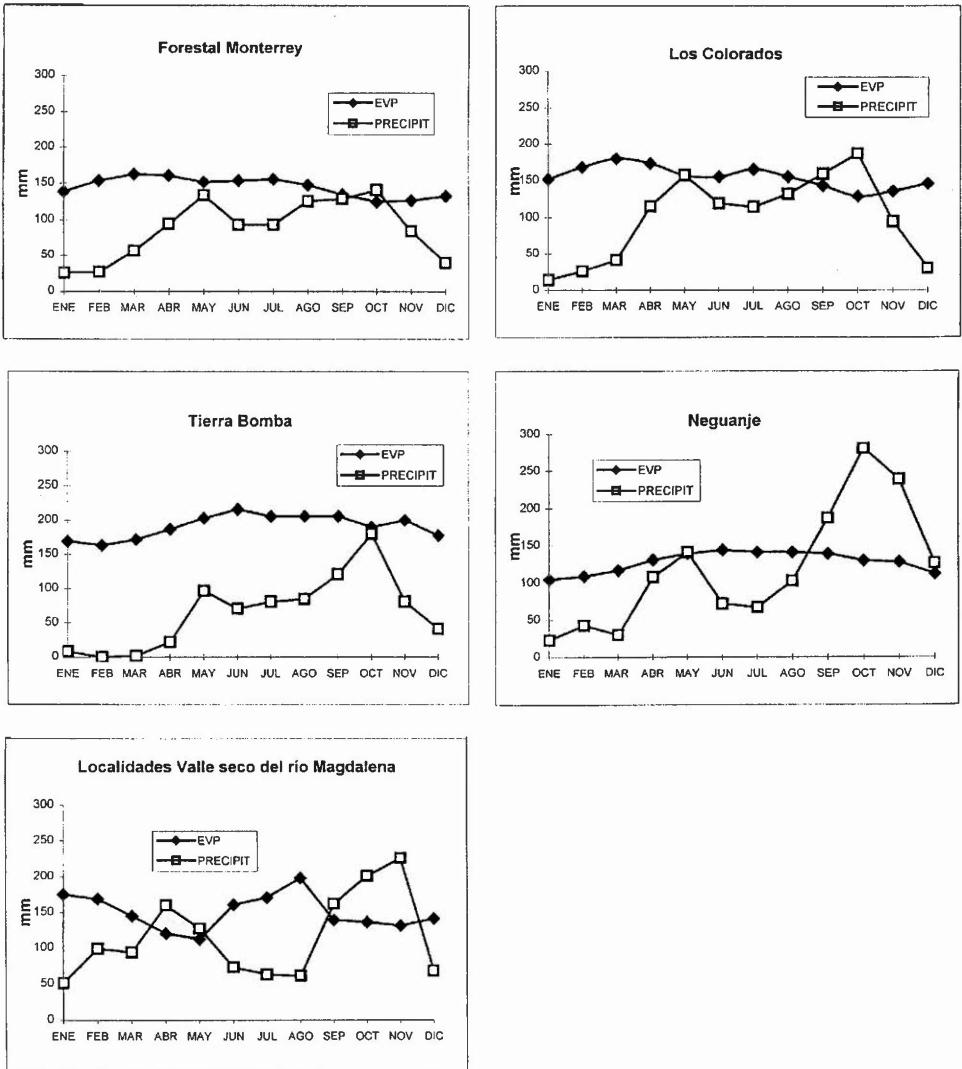 Forestal Monterrey
EVP
PRECIPIT
300
250
200
150
100
50
0
mm
ENE FEB MAR ABR MAY JUN JUL AGO SEP OCT NOV DIC
Los Colorados
EVP
PRECIPIT
300
250
200
150
100
50
0
mm
ENE FEB MAR ABR MAY JUN JUL AGO SEP OCT NOV DIC
Tierra Bomba
EVP
PRECIPIT
300
250
200
150
100
50
0
mm
ENE FEB MAR ABR MAY JUN JUL AGO SEP OCT NOV DIC
Neguanje
EVP
PRECIPIT
300
250
200
150
100
50
0
mm
ENE FEB MAR ABR MAY JUN JUL AGO SEP OCT NOV DIC
Localidades Valle seco del río Magdalena
EVP
PRECIPIT
300
250
200
150
100
50
0
mm
ENE FEB MAR ABR MAY JUN JUL AGO SEP OCT NOV DIC